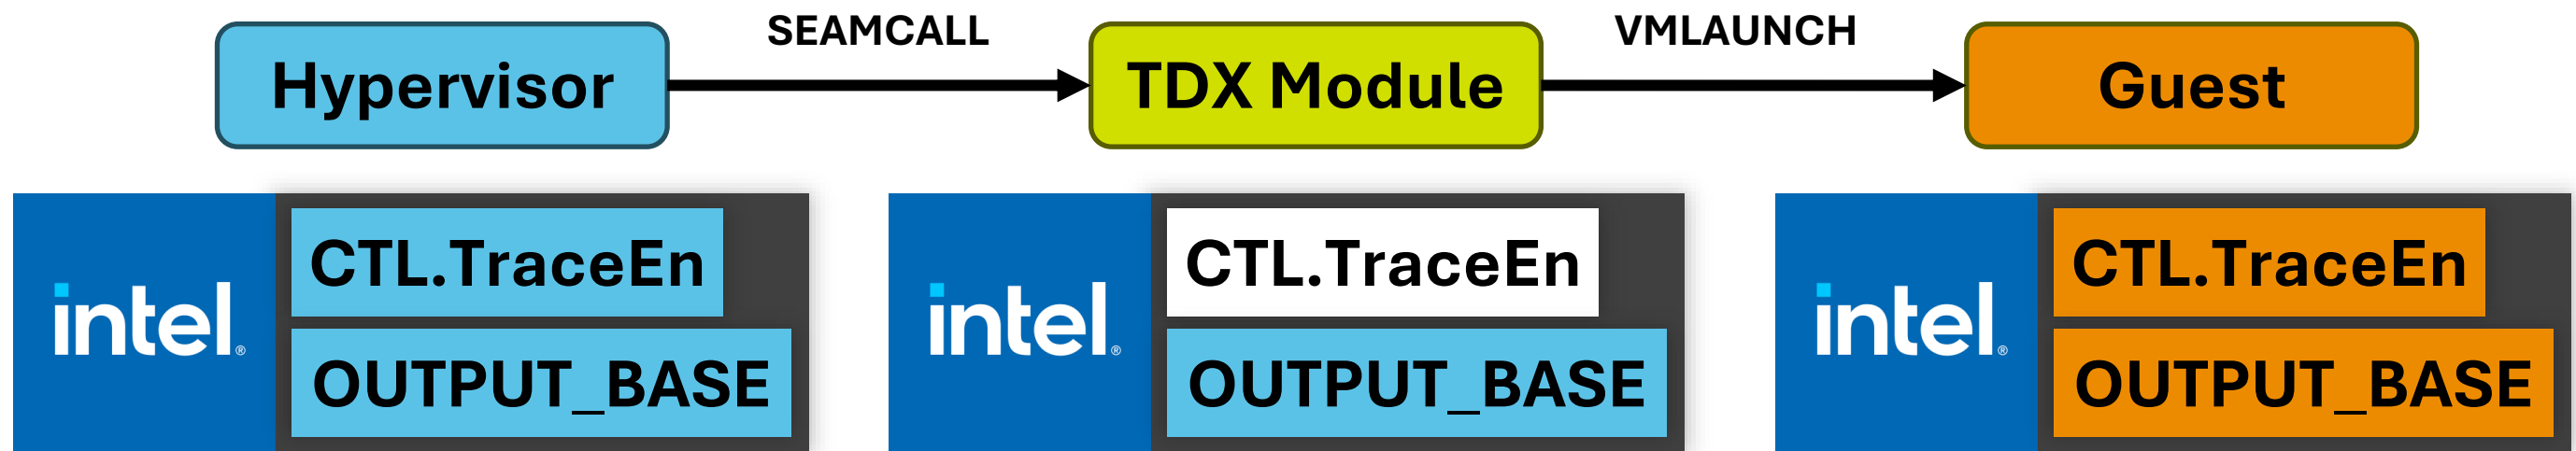 SEAMCALL
VMLAUNCH
Hypervisor
TDX Module
Guest
intel®
CTL.TraceEn
OUTPUT_BASE
intel®
CTL.TraceEn
OUTPUT_BASE
intel®
CTL.TraceEn
OUTPUT_BASE